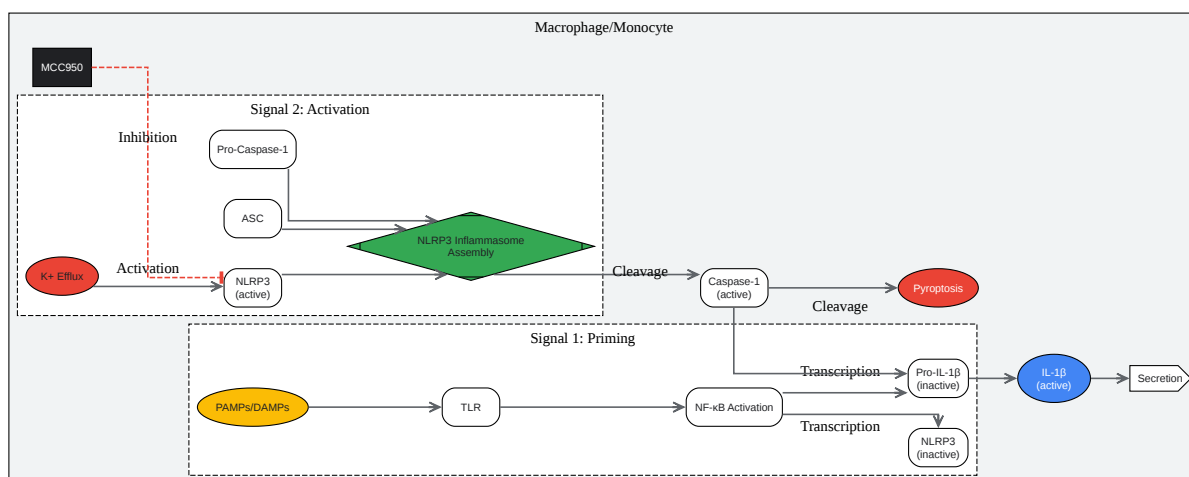 Macrophage/Monocyte
MCC950
Signal 2: Activation
Inhibition
Pro-Caspase-1
ASC
NLRP3 Inflammasome
Assembly
K+ Efflux
Activation
NLRP3
(active)
Cleavage
Caspase-1
(active)
Pyroptosis
Cleavage
Signal 1: Priming
Transcription
Pro-IL-1β
(inactive)
IL-1β
(active)
Secretion
PAMPs/DAMPs
TLR
NF-κB Activation
Transcription
NLRP3
(inactive)